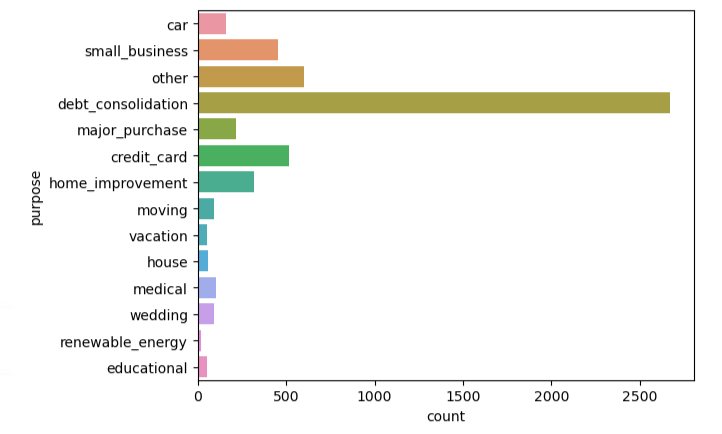 car
small_business
other
debt_consolidation
major_purchase
credit_card
home_improvement
moving
vacation
house
medical
wedding
renewable_energy
educational
purpose
0 500 1000 1500 2000 2500
count